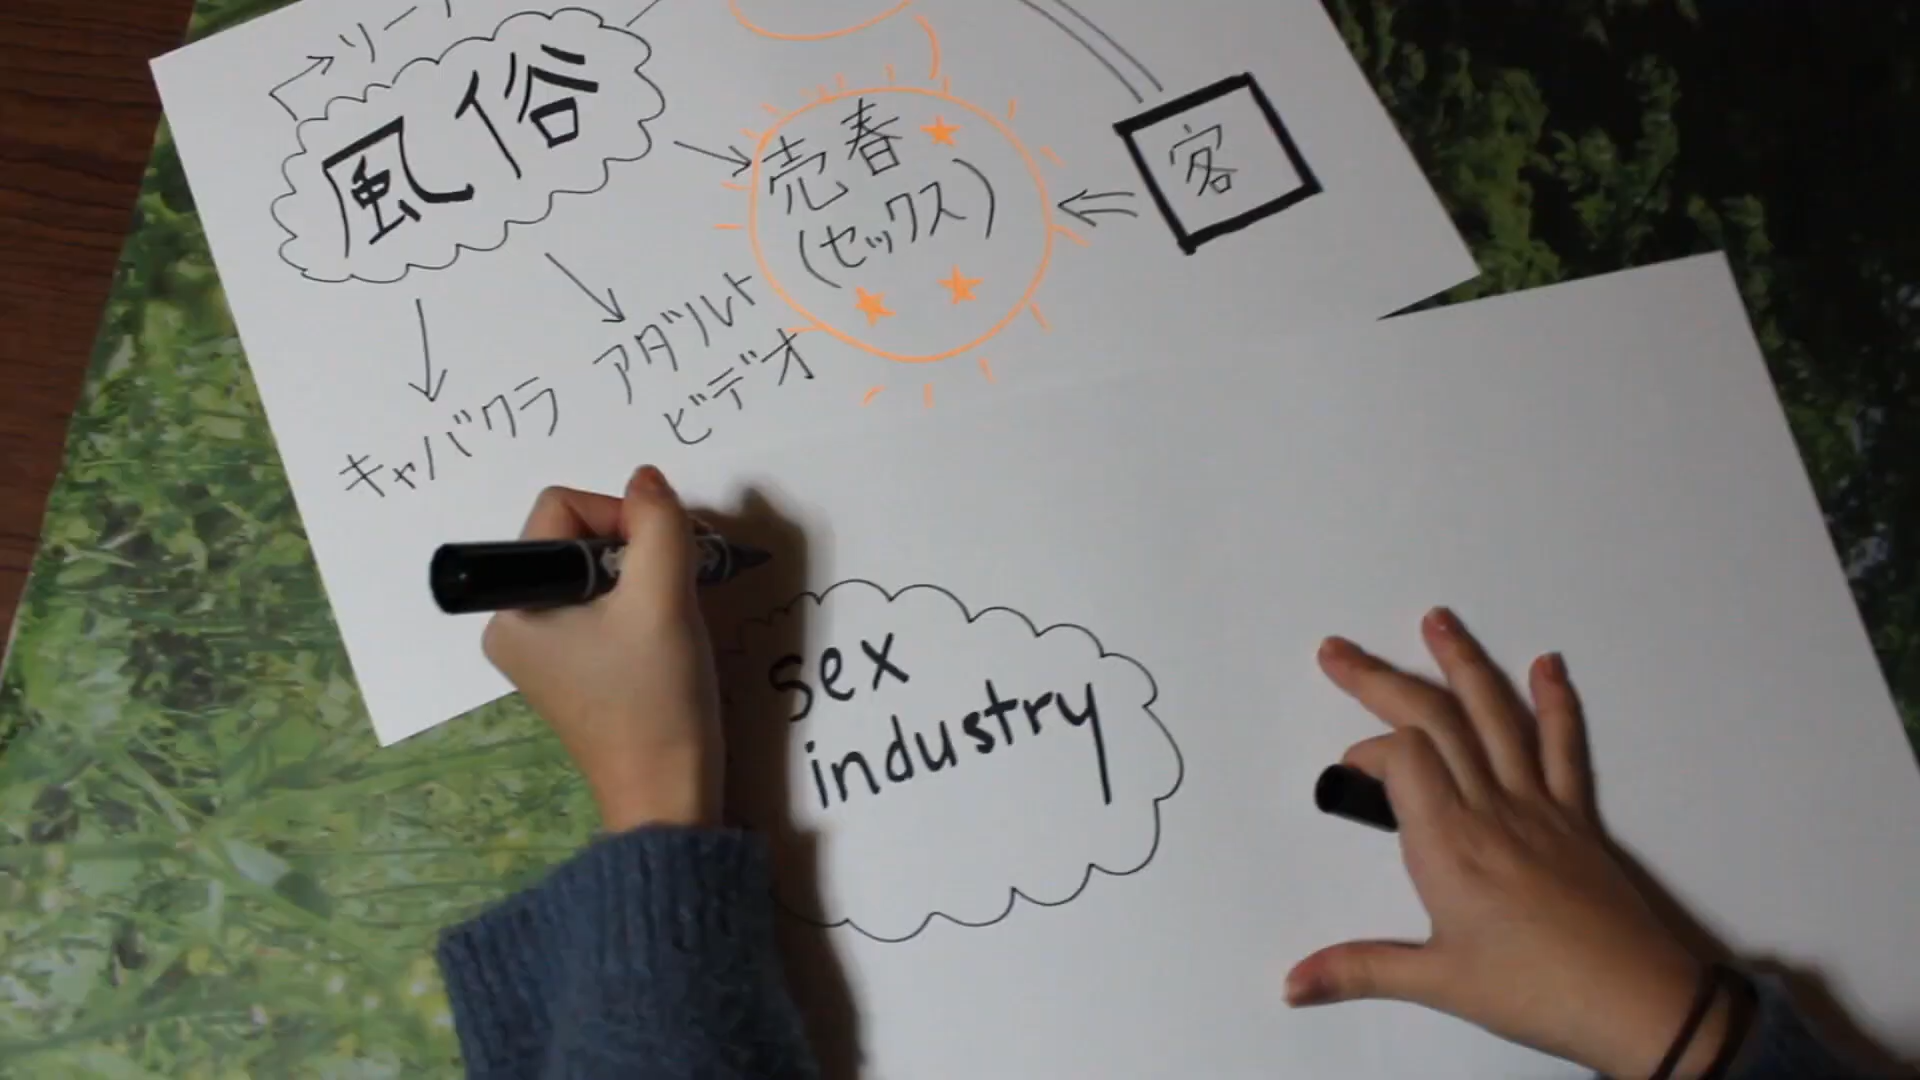 風俗
売春
(セックス)
客
アダルト
ビデオ
キャバクラ
sex
industry